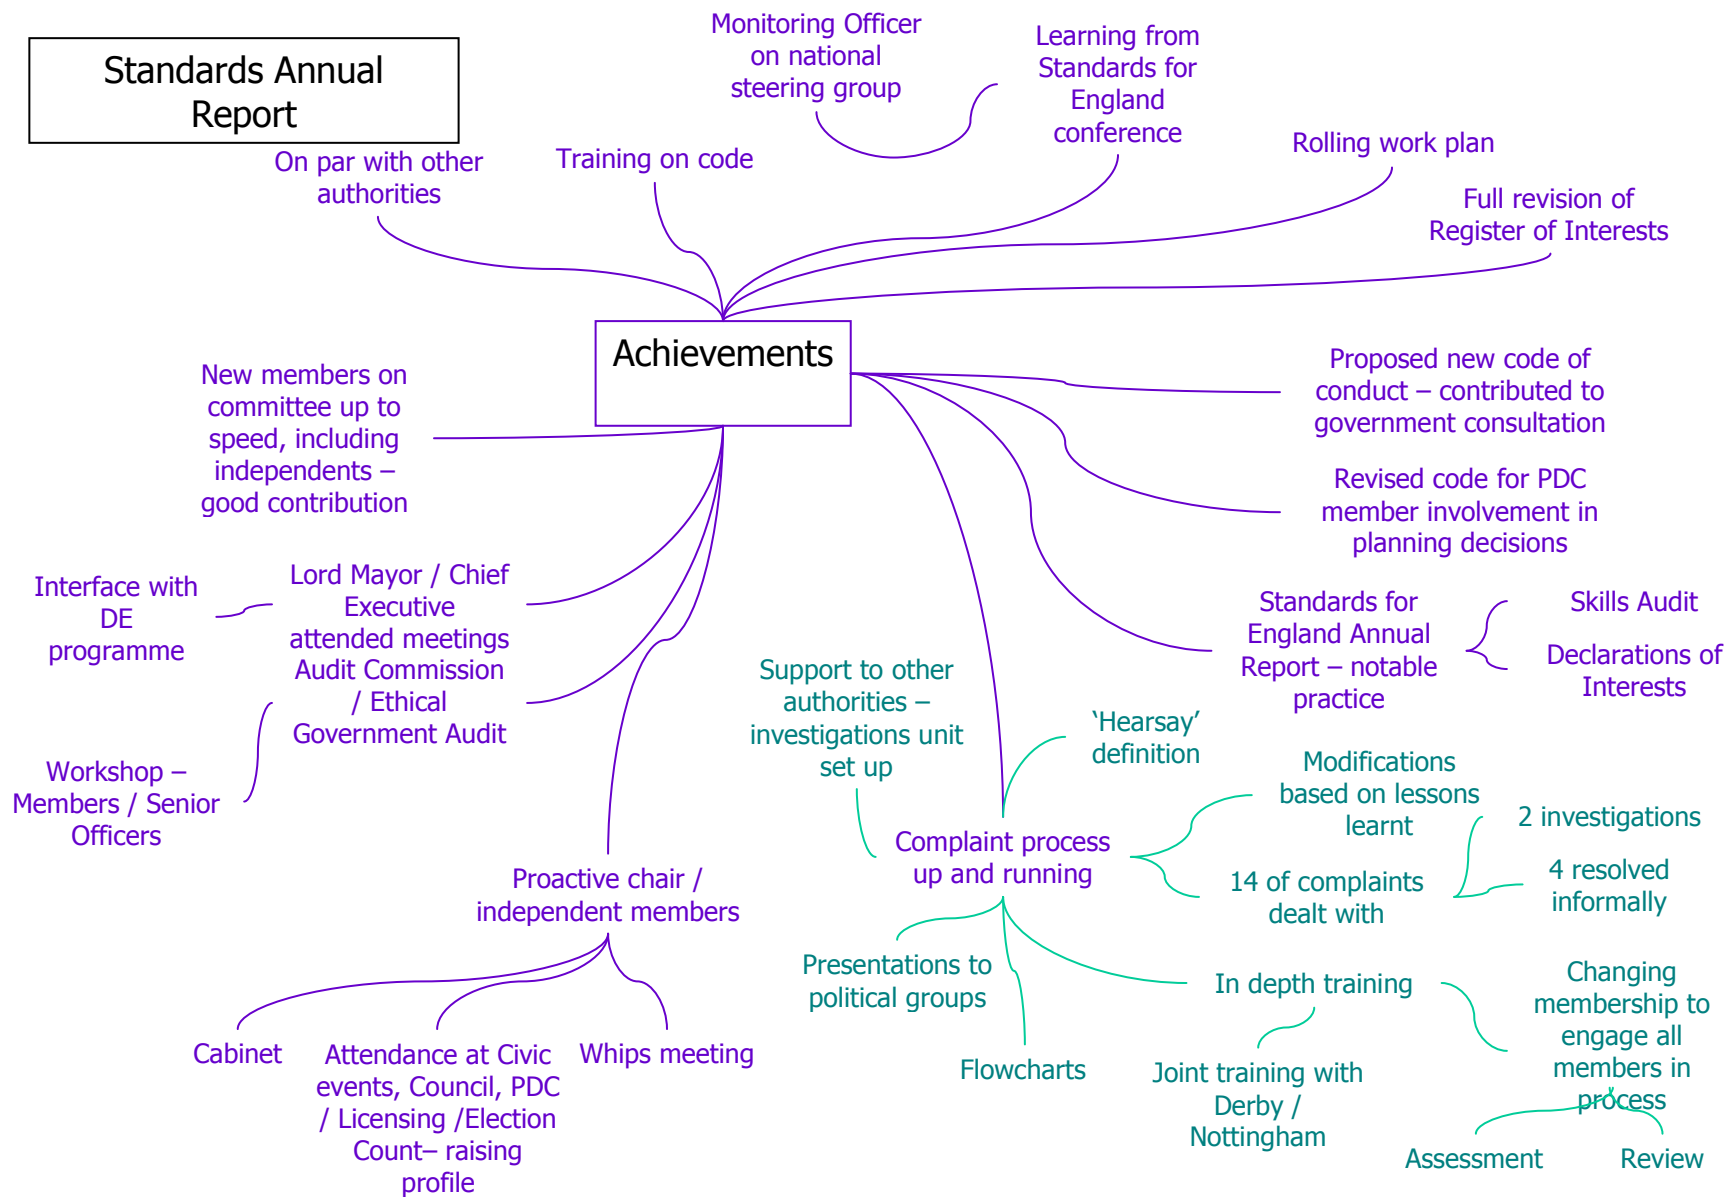 Standards Annual
Report
Monitoring Officer
on national
steering group
Learning from
Standards for
England
conference
On par with other
authorities
Training on code
Rolling work plan
Full revision of
Register of Interests
Achievements
New members on
committee up to
speed, including
independents –
good contribution
Proposed new code of
conduct – contributed to
government consultation
Revised code for PDC
member involvement in
planning decisions
Interface with
DE
programme
Lord Mayor / Chief
Executive
attended meetings
Audit Commission
/ Ethical
Government Audit
Workshop –
Members / Senior
Officers
Standards for
England Annual
Report – notable
practice
Skills Audit
Declarations of
Interests
Support to other
authorities –
investigations unit
set up
‘Hearsay’
definition
Modifications
based on lessons
learnt
2 investigations
Complaint process
up and running
14 of complaints
dealt with
4 resolved
informally
Proactive chair /
independent members
Presentations to
political groups
In depth training
Changing
membership to
engage all
members in
process
Cabinet
Attendance at Civic
events, Council, PDC
/ Licensing /Election
Count– raising
profile
Whips meeting
Flowcharts
Joint training with
Derby /
Nottingham
Assessment
Review